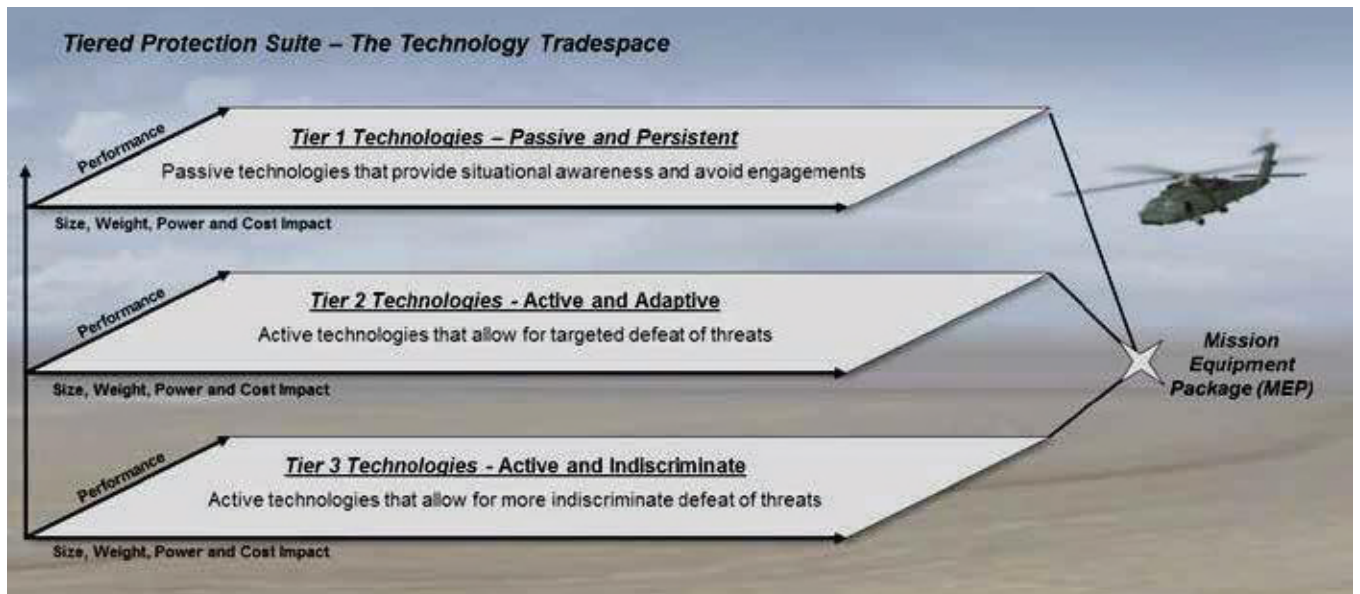 Tiered Protection Suite – The Technology Tradespace
Performance
Tier 1 Technologies – Passive and Persistent
Passive technologies that provide situational awareness and avoid engagements
Size, Weight, Power and Cost Impact
Performance
Tier 2 Technologies - Active and Adaptive
Active technologies that allow for targeted defeat of threats
Size, Weight, Power and Cost Impact
Mission
Equipment
Package (MEP)
Performance
Tier 3 Technologies - Active and Indiscriminate
Active technologies that allow for more indiscriminate defeat of threats
Size, Weight, Power and Cost Impact